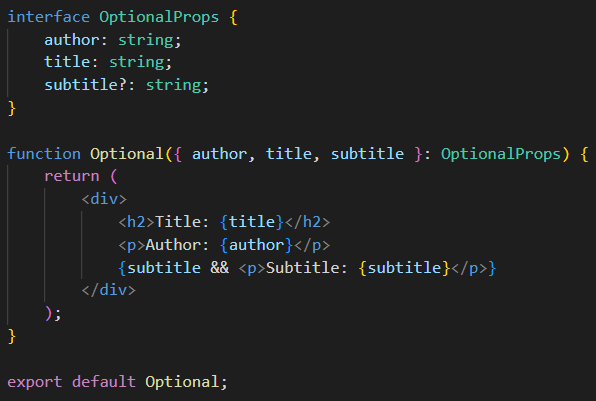 interface OptionalProps {
    author: string;
    title: string;
    subtitle?: string;
}

function Optional({ author, title, subtitle }: OptionalProps) {
    return (
        <div>
            <h2>Title: {title}</h2>
            <p>Author: {author}</p>
            {subtitle && <p>Subtitle: {subtitle}</p>}
        </div>
    );
}

export default Optional;